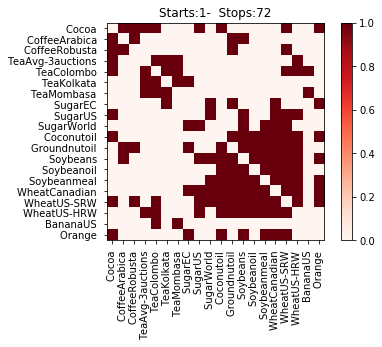 Starts:1- Stops:72
Cocoa
CoffeeArabica
CoffeeRobusta
TeaAvg-3auctions
TeaColombo
TeaKolkata
TeaMombasa
SugarEC
SugarUS
SugarWorld
Coconutoil
Groundnutoil
Soybeans
Soybeanoil
Soybeanmeal
WheatCanadian
WheatUS-SRW
WheatUS-HRW
BananaUS
Orange
Cocoa
CoffeeArabica
CoffeeRobusta
TeaAvg-3auctions
TeaColombo
TeaKolkata
TeaMombasa
SugarEC
SugarUS
SugarWorld
Coconutoil
Groundnutoil
Soybeans
Soybeanoil
Soybeanmeal
WheatCanadian
WheatUS-SRW
WheatUS-HRW
BananaUS
Orange
1.0
0.8
0.6
0.4
0.2
0.0